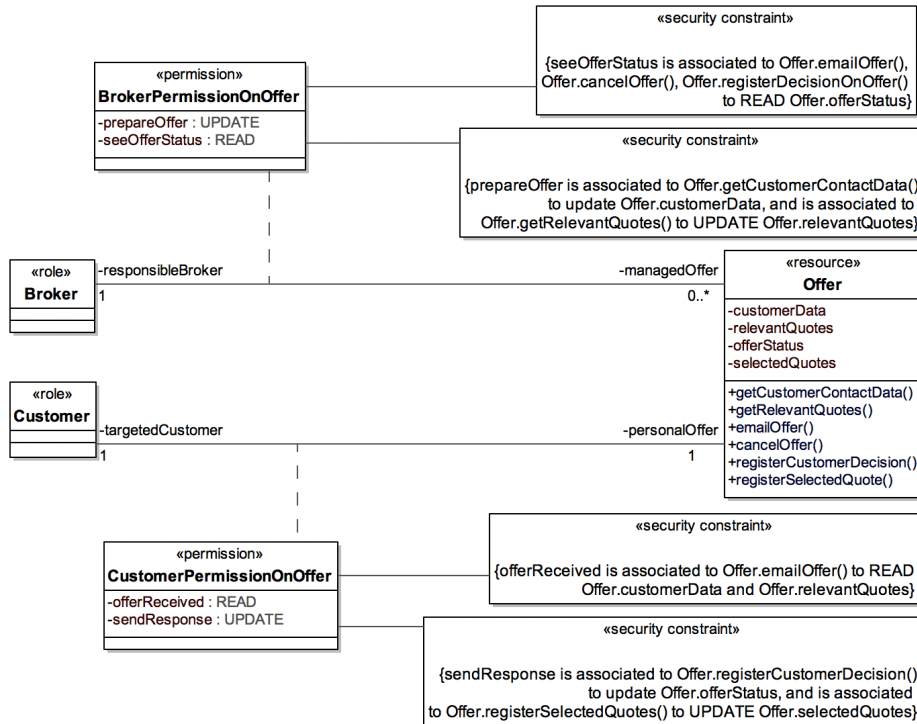 «security constraint»
{seeOfferStatus is associated to Offer.emailOffer(),
Offer.cancelOffer(), Offer.registerDecisionOnOffer()
to READ Offer.offerStatus}
«permission»
BrokerPermissionOnOffer
-prepareOffer : UPDATE
-seeOfferStatus : READ
«security constraint»
{prepareOffer is associated to Offer.getCustomerContactData()
to update Offer.customerData, and is associated to
Offer.getRelevantQuotes() to UPDATE Offer.relevantQuotes}
«role»
Broker
-responsibleBroker
1
-managedOffer
0..*
«resource»
Offer
-customerData
-relevantQuotes
-offerStatus
-selectedQuotes
+getCustomerContactData()
+getRelevantQuotes()
+emailOffer()
+cancelOffer()
+registerCustomerDecision()
+registerSelectedQuote()
«role»
Customer
-targetedCustomer
1
-personalOffer
1
«permission»
CustomerPermissionOnOffer
-offerReceived : READ
-sendResponse : UPDATE
«security constraint»
{offerReceived is associated to Offer.emailOffer() to READ
Offer.customerData and Offer.relevantQuotes}
«security constraint»
{sendResponse is associated to Offer.registerCustomerDecision()
to update Offer.offerStatus, and is associated
to Offer.registerSelectedQuotes() to UPDATE Offer.selectedQuotes}